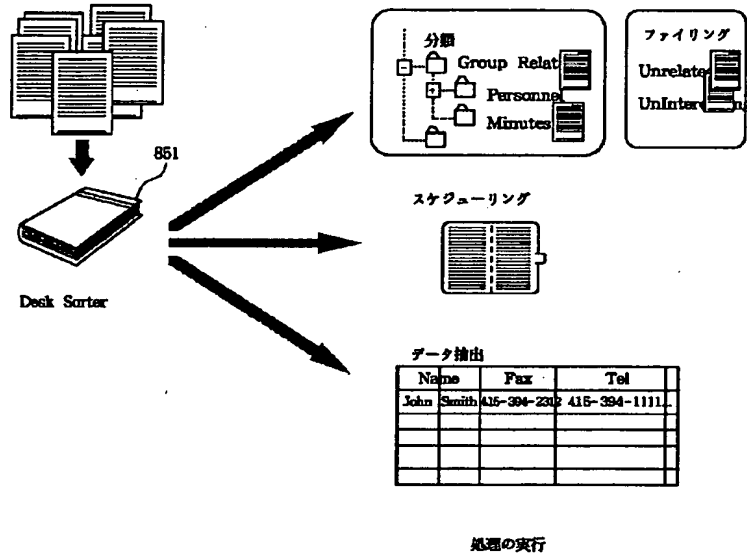 分類
Group Relat
Personnel
Minutes
ファイリング
Unrelate
UnInter
851
Desk Sorter
スケジューリング
データ抽出
Name Fax Tel
John Smith 415-394-2312 415-394-1111...
処理の実行